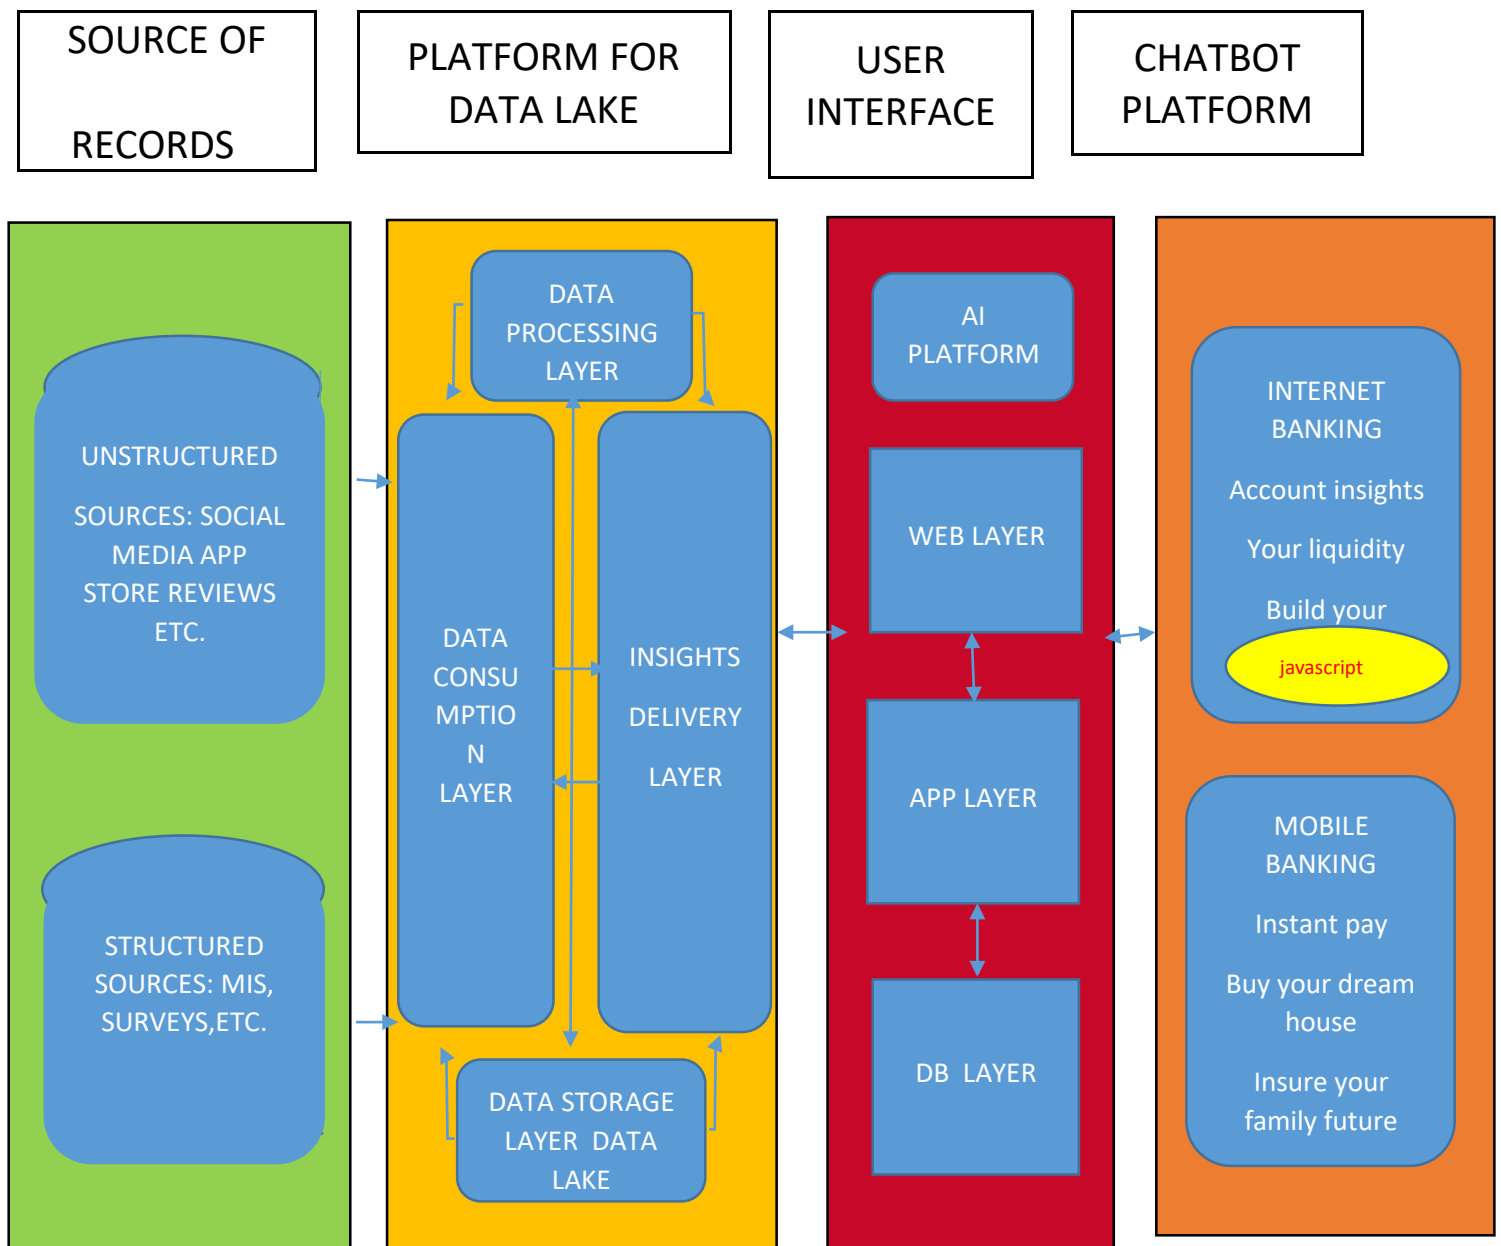 SOURCE OF
RECORDS
PLATFORM FOR
DATA LAKE
USER
INTERFACE
CHATBOT
PLATFORM
UNSTRUCTURED
SOURCES: SOCIAL
MEDIA APP
STORE REVIEWS
ETC.
STRUCTURED
SOURCES: MIS,
SURVEYS,ETC.
DATA
PROCESSING
LAYER
DATA
CONSU
MPTIO
N
LAYER
INSIGHTS
DELIVERY
LAYER
DATA STORAGE
LAYER DATA
LAKE
AI
PLATFORM
WEB LAYER
APP LAYER
DB LAYER
INTERNET
BANKING
Account insights
Your liquidity
Build your
javascript
MOBILE
BANKING
Instant pay
Buy your dream
house
Insure your
family future